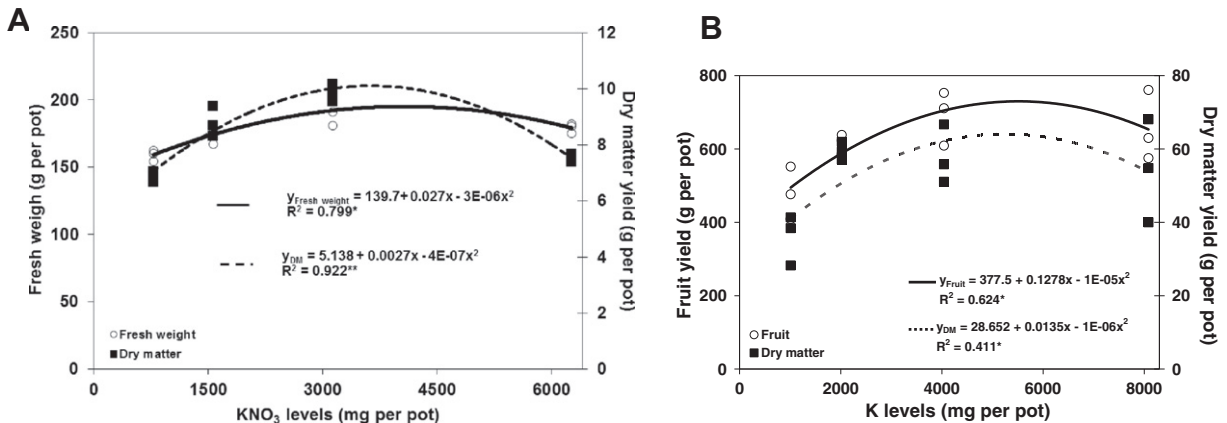 A
250
200
150
100
50
0
Fresh weigh (g per pot)
12
10
8
6
4
2
0
Dry matter yield (g per pot)
yFresh weight = 139.7+0.027x - 3E-06x²
R² = 0.799*
yDM = 5.138 + 0.0027x - 4E-07x²
R² = 0.922**
Fresh weight
Dry matter
0 1500 3000 4500 6000
KNO₃ levels (mg per pot)
B
800
600
400
200
0
Fruit yield (g per pot)
80
60
40
20
0
Dry matter yield (g per pot)
yFruit = 377.5 + 0.1278x - 1E-05x²
R² = 0.624*
yDM = 28.652 + 0.0135x - 1E-06x²
R² = 0.411*
Fruit
Dry matter
0 2000 4000 6000 8000
K levels (mg per pot)